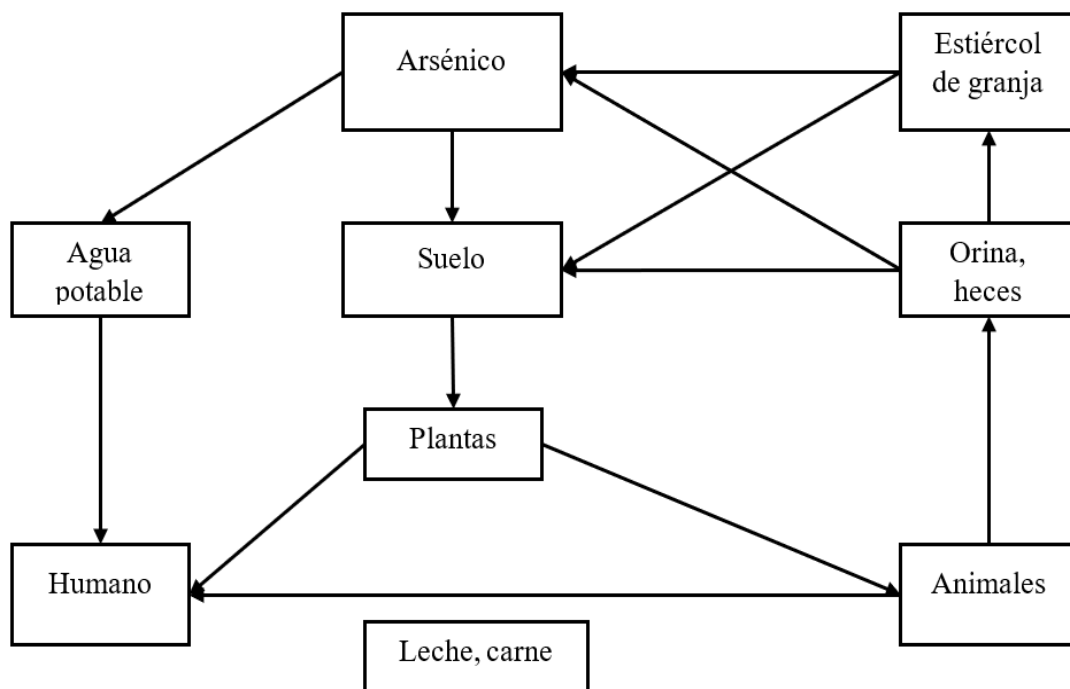 Arsénico
Estiércol
de granja
Agua
potable
Suelo
Orina,
heces
Plantas
Humano
Animales
Leche, carne